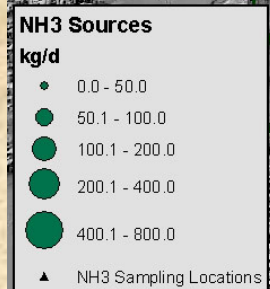 NH3 Sources
kg/d
0.0 - 50.0
50.1 - 100.0
100.1 - 200.0
200.1 - 400.0
400.1 - 800.0
NH3 Sampling Locations